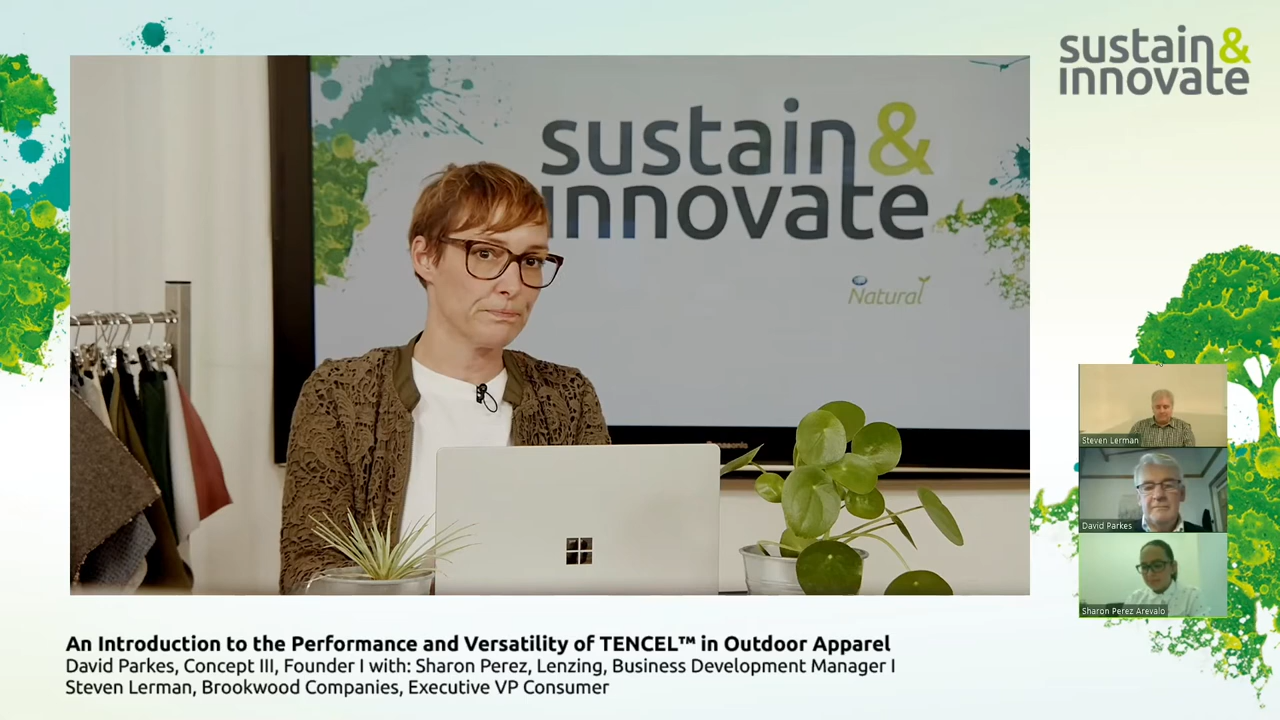 sustain&
innovate
sustain&
innovate
Natural
Steven Lerman
David Parkes
Sharon Perez Arevalo
An Introduction to the Performance and Versatility of TENCEL™ in Outdoor Apparel
David Parkes, Concept III, Founder I with: Sharon Perez, Lenzing, Business Development Manager I
Steven Lerman, Brookwood Companies, Executive VP Consumer